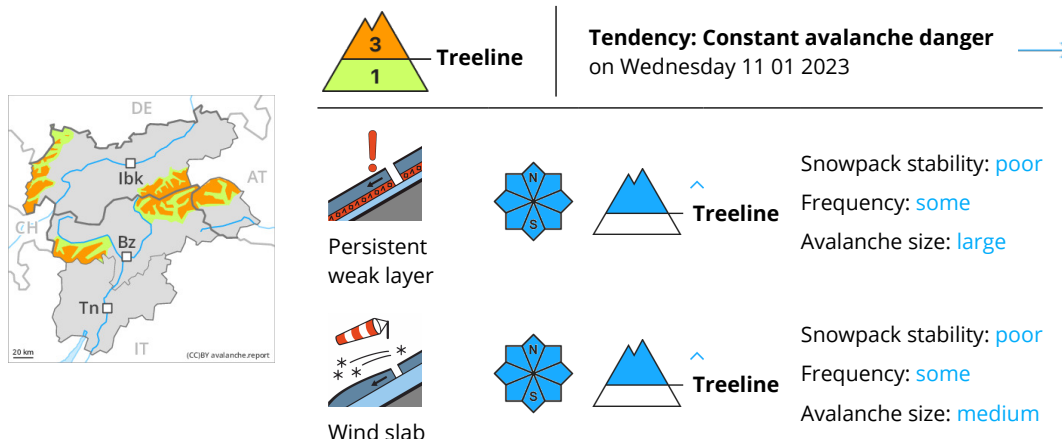 3
1
Treeline
Tendency: Constant avalanche danger
on Wednesday 11 01 2023
DE
Ibk
AT
CH
Bz
Tn
IT
20 km
(CC)BY avalanche.report
Persistent
weak layer
N
S
Treeline
Snowpack stability: poor
Frequency: some
Avalanche size: large
Wind slab
N
S
Treeline
Snowpack stability: poor
Frequency: some
Avalanche size: medium